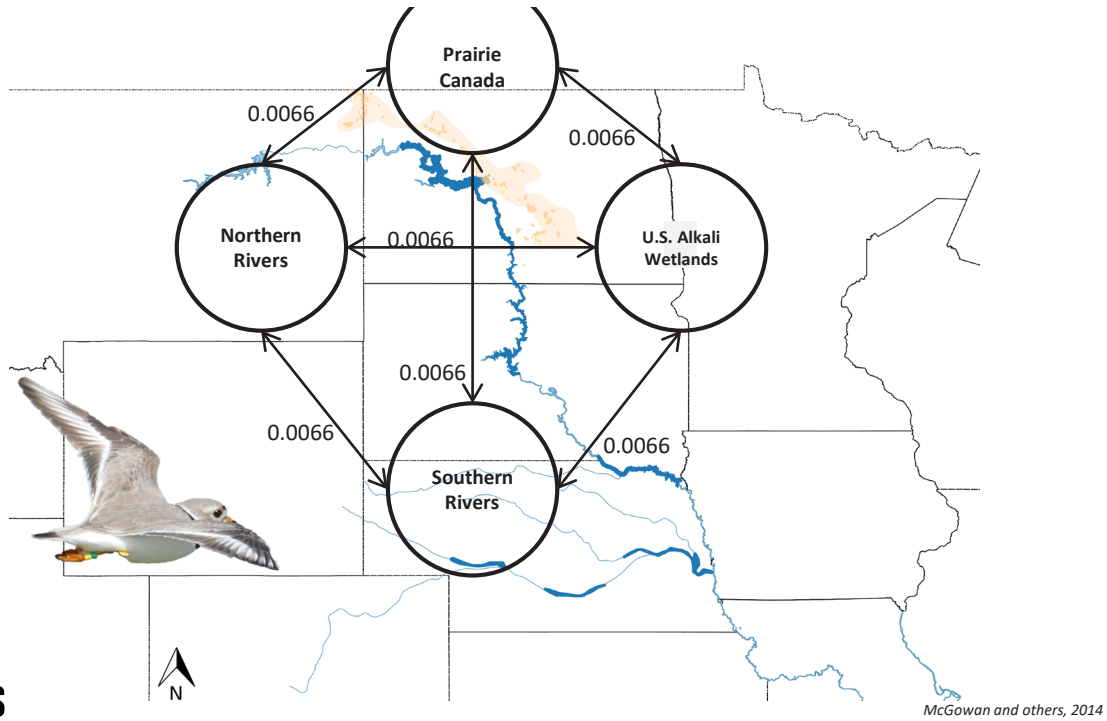 Prairie
Canada
0.0066
0.0066
Northern
Rivers
0.0066
U.S. Alkali
Wetlands
0.0066
0.0066
0.0066
Southern
Rivers
N
McGowan and others, 2014